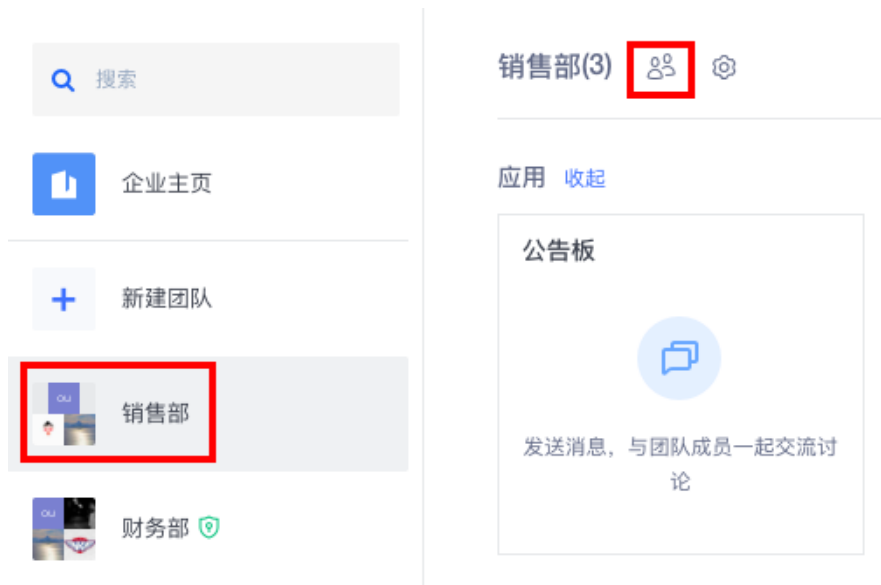 搜索
企业主页
新建团队
OU
销售部
OU
财务部
销售部(3)
应用 收起
公告板
发送消息，与团队成员一起交流讨
论